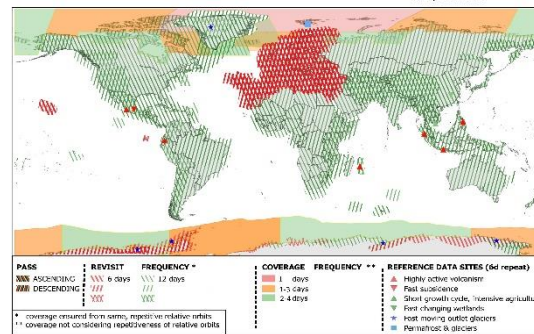 PASS
ASCENDING
DESCENDING
REVISIT FREQUENCY *
6 days 12 days
COVERAGE FREQUENCY **
1 days
1-3 days
2-4 days
REFERENCE DATA SITES (6d repeat)
Highly active volcanism
Fast subsidence
Short growth cycle, intensive agriculture
Fast changing wetlands
Fast moving outlet glaciers
Permafrost & glaciers
* coverage ensured from same, repetitive relative orbits
** coverage not considering repetitiveness of relative orbits